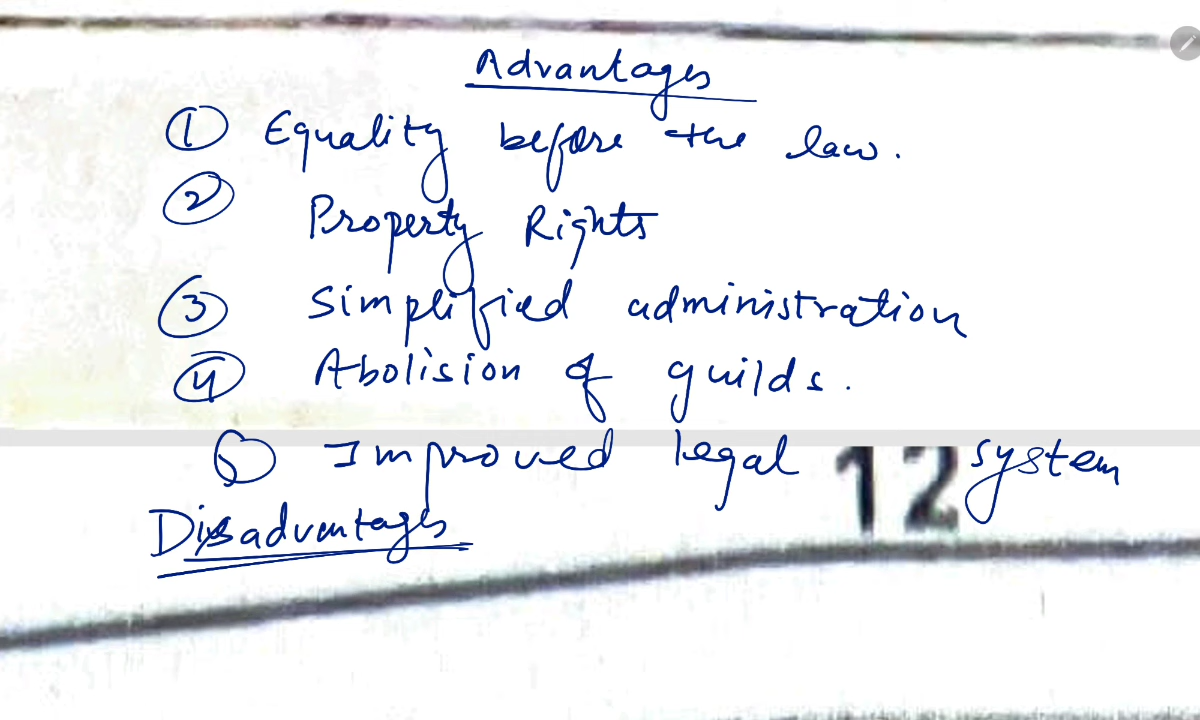 Advantages
① Equality before the law.
② Property Rights
③ Simplified administration
④ Abolision of guilds.
⑤ Improved legal system
12
Disadvantages